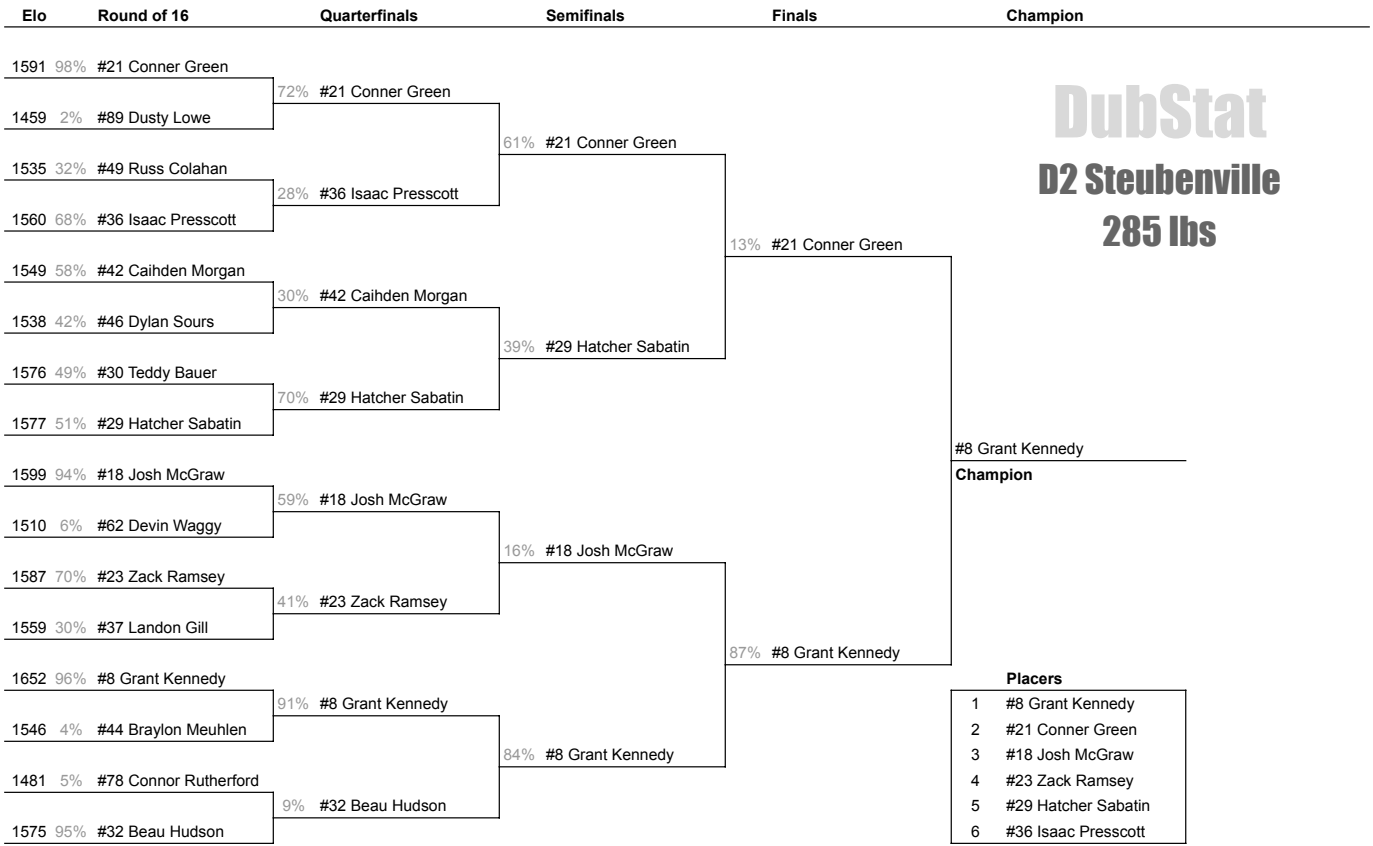 Elo Round of 16 Quarterfinals Semifinals Finals Champion
1591 98% #21 Conner Green
72% #21 Conner Green
1459 2% #89 Dusty Lowe
61% #21 Conner Green
1535 32% #49 Russ Colahan
28% #36 Isaac Presscott
1560 68% #36 Isaac Presscott
13% #21 Conner Green
1549 58% #42 Caihden Morgan
30% #42 Caihden Morgan
1538 42% #46 Dylan Sours
39% #29 Hatcher Sabatin
1576 49% #30 Teddy Bauer
70% #29 Hatcher Sabatin
1577 51% #29 Hatcher Sabatin
#8 Grant Kennedy
Champion
1599 94% #18 Josh McGraw
59% #18 Josh McGraw
1510 6% #62 Devin Waggy
16% #18 Josh McGraw
1587 70% #23 Zack Ramsey
41% #23 Zack Ramsey
1559 30% #37 Landon Gill
87% #8 Grant Kennedy
1652 96% #8 Grant Kennedy
91% #8 Grant Kennedy
1546 4% #44 Braylon Meuhlen
84% #8 Grant Kennedy
1481 5% #78 Connor Rutherford
9% #32 Beau Hudson
1575 95% #32 Beau Hudson
DubStat
D2 Steubenville
285 lbs
Placers
1 #8 Grant Kennedy
2 #21 Conner Green
3 #18 Josh McGraw
4 #23 Zack Ramsey
5 #29 Hatcher Sabatin
6 #36 Isaac Presscott